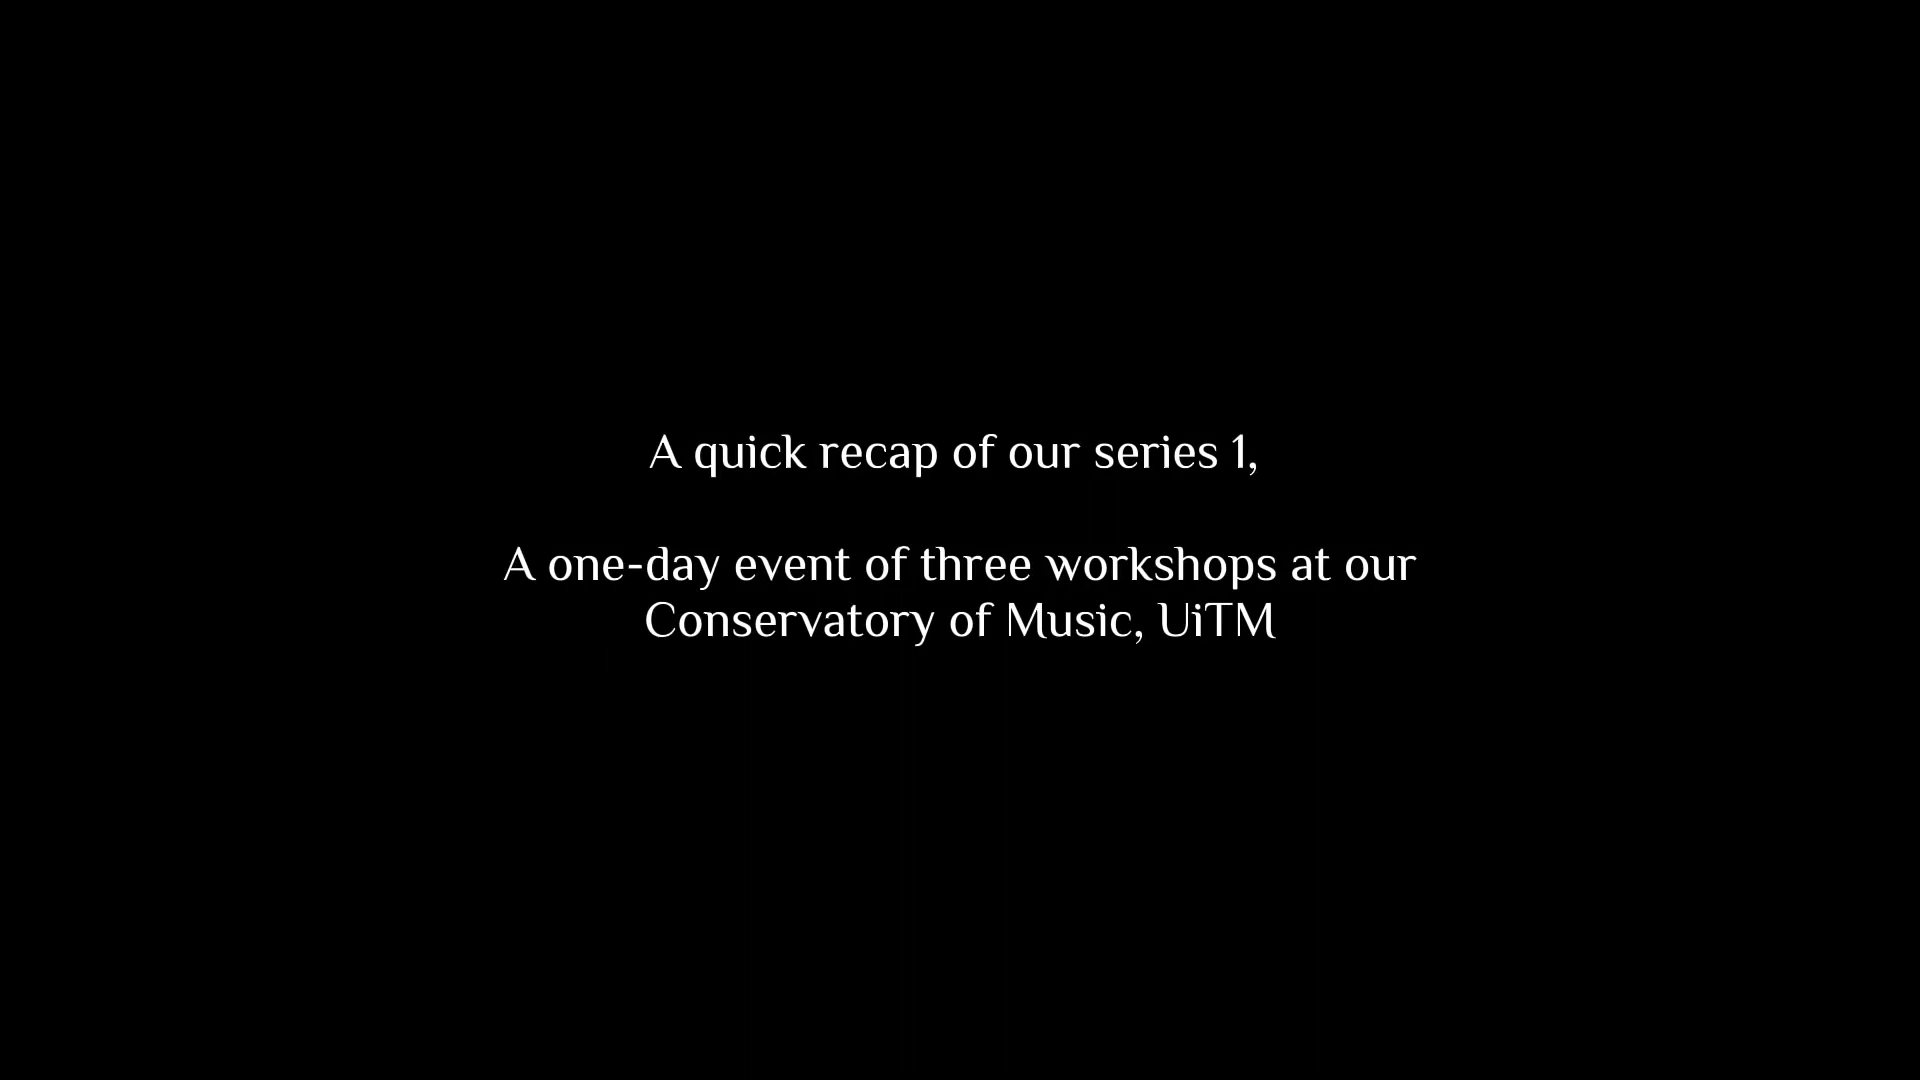 A quick recap of our series 1,
A one-day event of three workshops at our
Conservatory of Music, UiTM